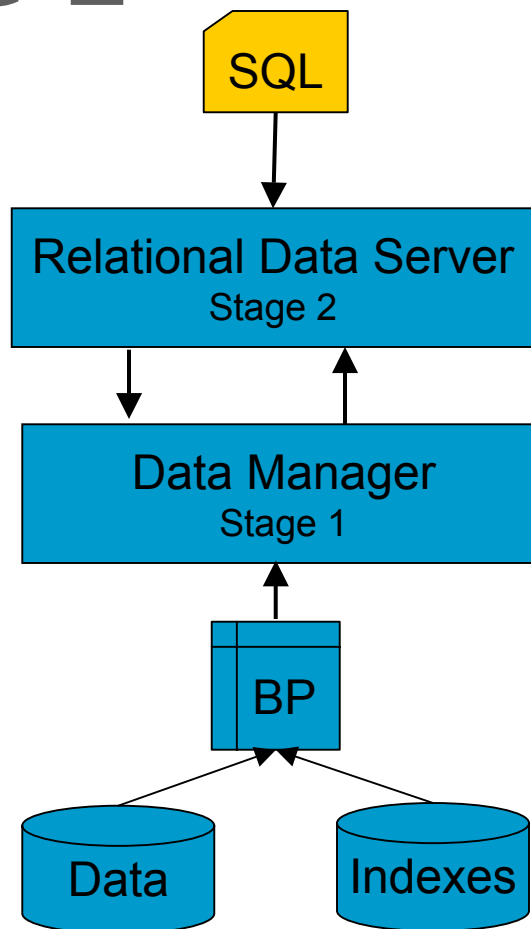 SQL
Relational Data Server
Stage 2
Data Manager
Stage 1
BP
Data
Indexes